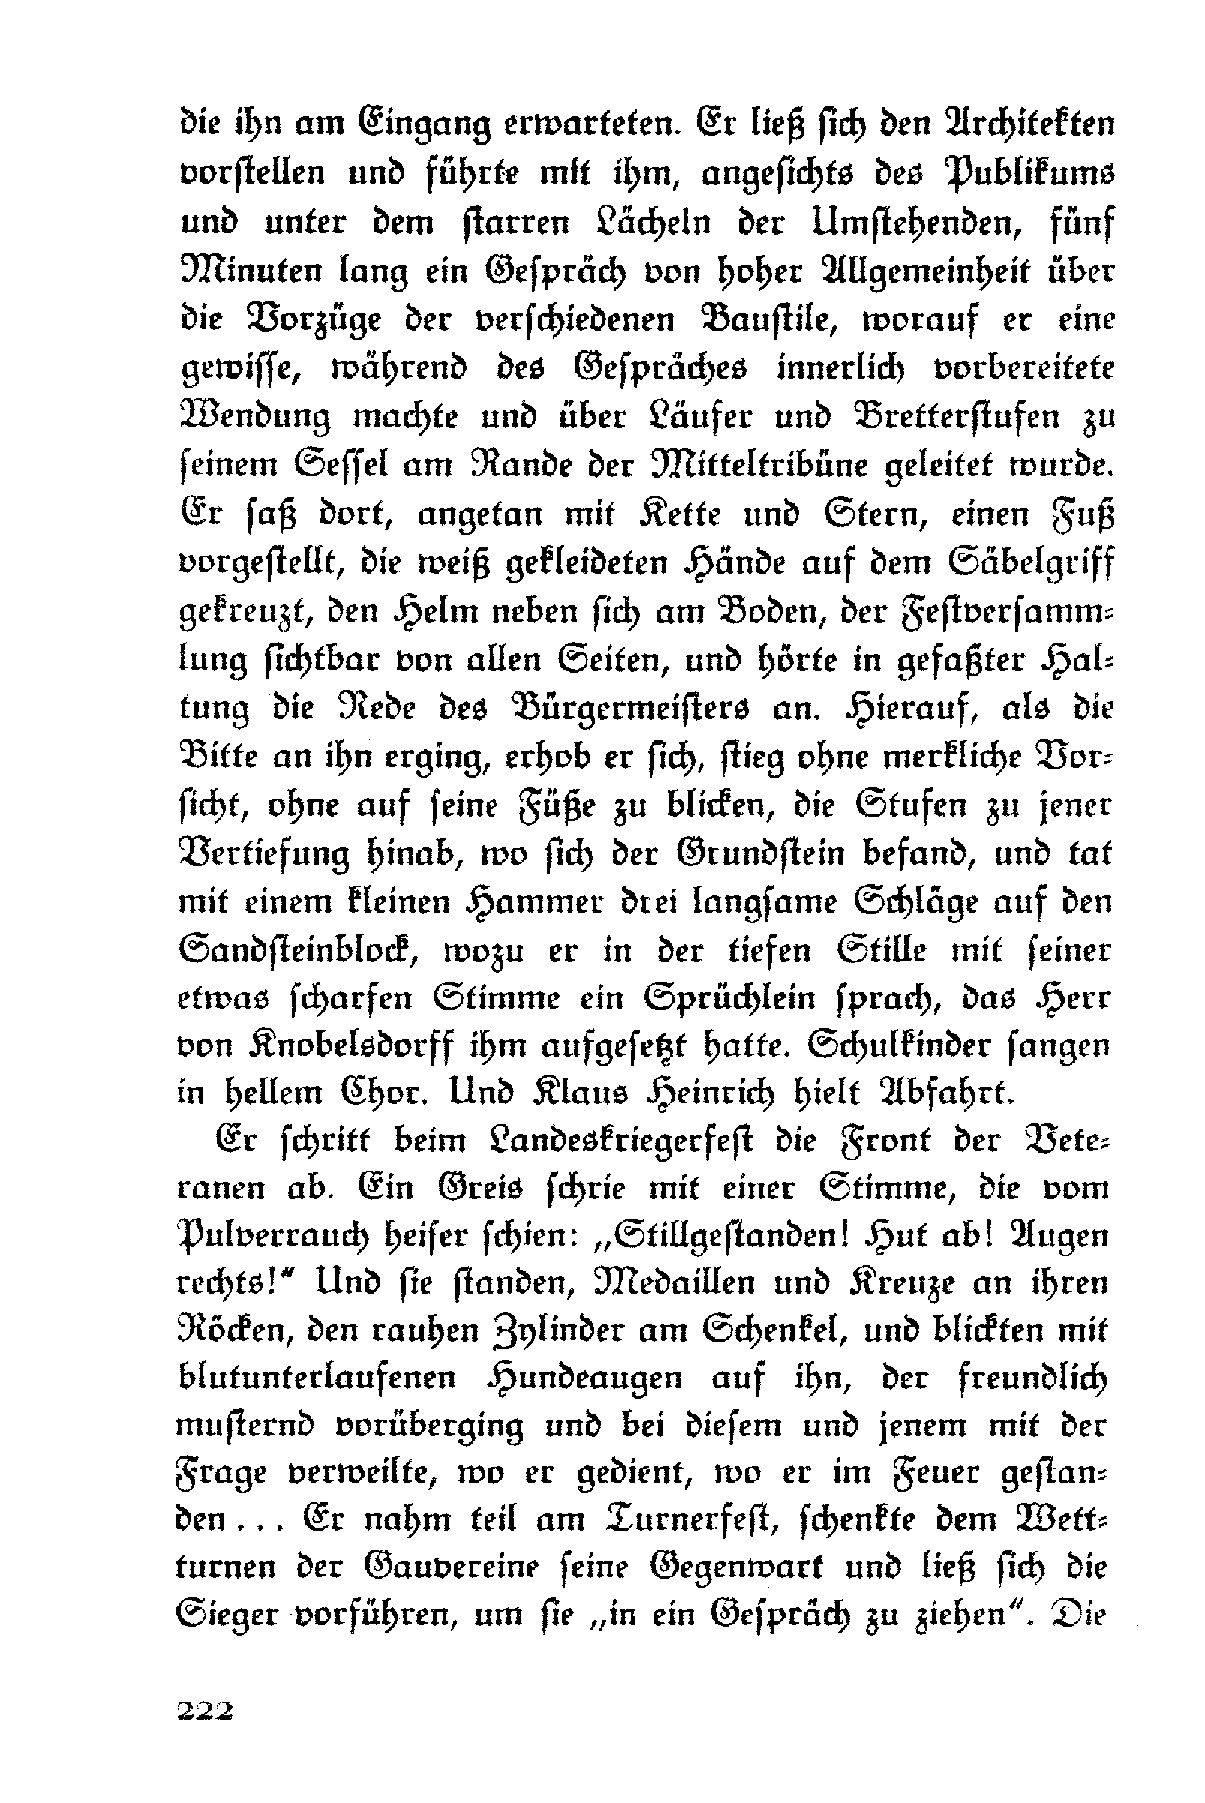 die ihn am Eingang erwarteten. Er ließ sich den Architekten
vorstellen und führte mit ihm, angesichts des Publikums
und unter dem starren Lächeln der Umstehenden, fünf
Minuten lang ein Gespräch von hoher Allgemeinheit über
die Vorzüge der verschiedenen Baustile, worauf er eine
gewisse, während des Gespräches innerlich vorbereitete
Wendung machte und über Läufer und Bretterstufen zu
seinem Sessel am Rande der Mitteltribüne geleitet wurde.
Er saß dort, angetan mit Kette und Stern, einen Fuß
vorgestellt, die weiß gekleideten Hände auf dem Säbelgriff
gekreuzt, den Helm neben sich am Boden, der Festversamm-
lung sichtbar von allen Seiten, und hörte in gefaßter Hal-
tung die Rede des Bürgermeisters an. Hierauf, als die
Bitte an ihn erging, erhob er sich, stieg ohne merkliche Vor-
sicht, ohne auf seine Füße zu blicken, die Stufen zu jener
Vertiefung hinab, wo sich der Grundstein befand, und tat
mit einem kleinen Hammer drei langsame Schläge auf den
Sandsteinblock, wozu er in der tiefen Stille mit seiner
etwas scharfen Stimme ein Sprüchlein sprach, das Herr
von Knobelsdorff ihm aufgesetzt hatte. Schulkinder sangen
in hellem Chor. Und Klaus Heinrich hielt Abfahrt.
Er schritt beim Landeskriegerfest die Front der Vete-
ranen ab. Ein Greis schrie mit einer Stimme, die vom
Pulverrauch heiser schien: „Stillgestanden! Hut ab! Augen
rechts!“ Und sie standen, Medaillen und Kreuze an ihren
Röcken, den rauhen Zylinder am Schenkel, und blickten mit
blutunterlaufenen Hundeaugen auf ihn, der freundlich
musternd vorüberging und bei diesem und jenem mit der
Frage verweilte, wo er gedient, wo er im Feuer gestan-
den . . . Er nahm teil am Turnerfest, schenkte dem Wett-
turnen der Gauvereine seine Gegenwart und ließ sich die
Sieger vorführen, um sie „in ein Gespräch zu ziehen“. Die
222